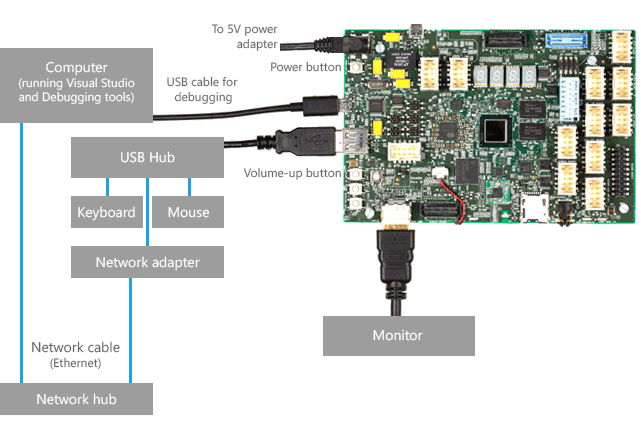 To 5V power
adapter
Power button
Computer
(running Visual Studio
and Debugging tools)
USB cable for
debugging
USB Hub
Volume-up button
Keyboard
Mouse
Network adapter
Monitor
Network cable
(Ethernet)
Network hub